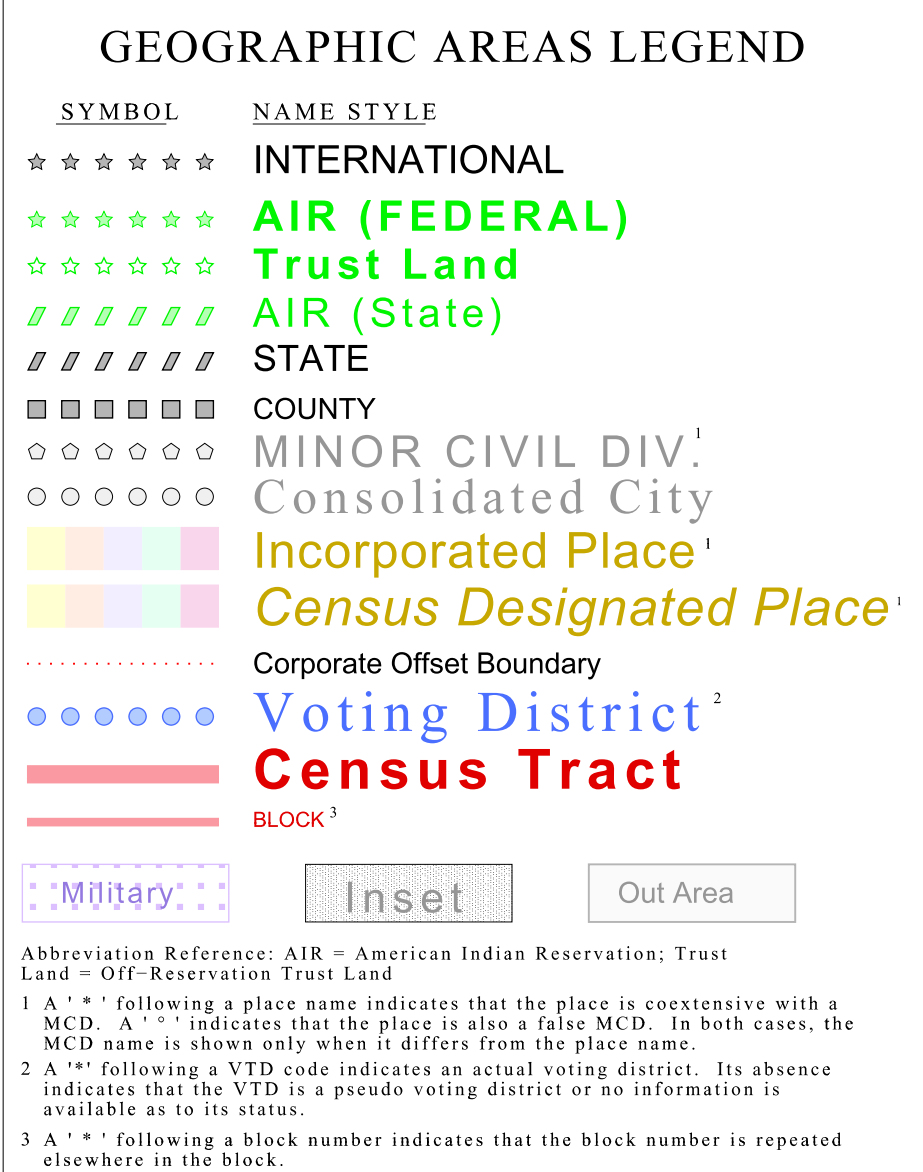 GEOGRAPHIC AREAS LEGEND
SYMBOL NAME STYLE
INTERNATIONAL
AIR (FEDERAL)
Trust Land
AIR (State)
STATE
COUNTY
MINOR CIVIL DIV. 1
Consolidated City
Incorporated Place 1
Census Designated Place 1
Corporate Offset Boundary
Voting District 2
Census Tract
BLOCK 3
Military Inset Out Area
Abbreviation Reference: AIR = American Indian Reservation; Trust
Land = Off−Reservation Trust Land
1 A ' * ' following a place name indicates that the place is coextensive with a
MCD. A ' ° ' indicates that the place is also a false MCD. In both cases, the
MCD name is shown only when it differs from the place name.
2 A '*' following a VTD code indicates an actual voting district. Its absence
indicates that the VTD is a pseudo voting district or no information is
available as to its status.
3 A ' * ' following a block number indicates that the block number is repeated
elsewhere in the block.